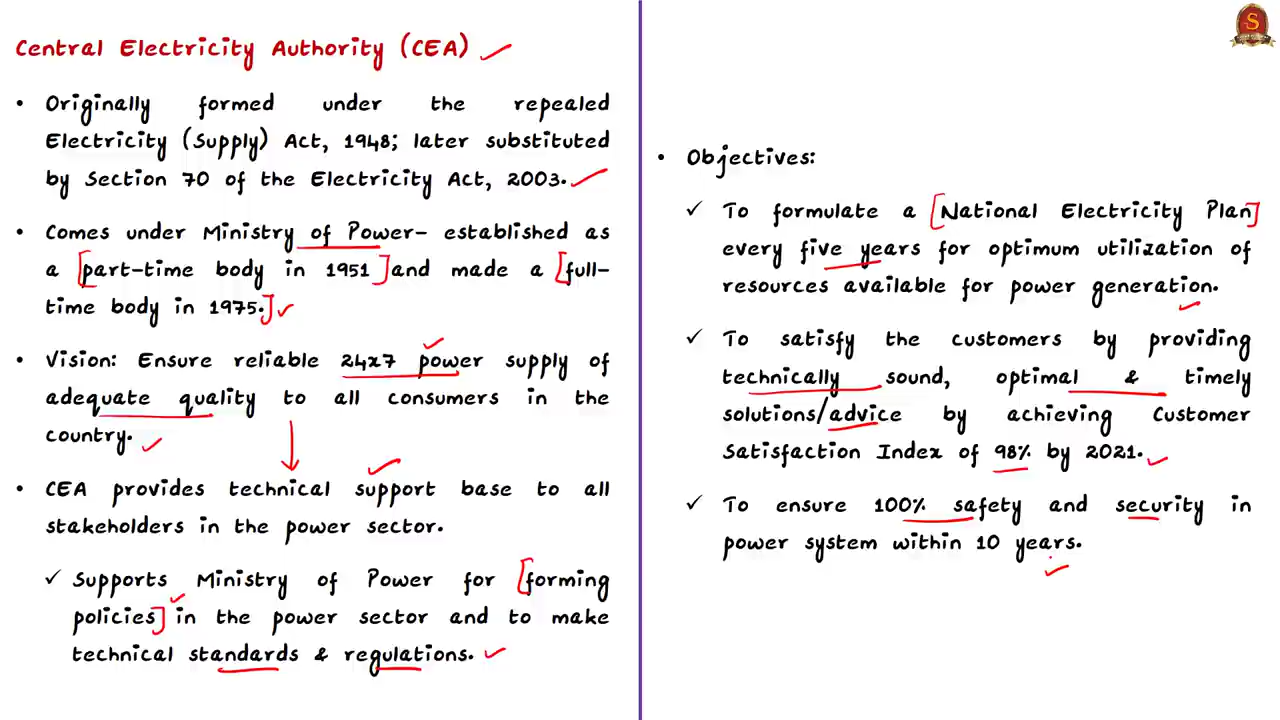 Central Electricity Authority (CEA)
• Originally formed under the repealed
Electricity (Supply) Act, 1948; later substituted
by Section 70 of the Electricity Act, 2003.
• Comes under Ministry of Power- established as
a [part-time body in 1951] and made a [full-
time body in 1975.]
• Vision: Ensure reliable 24x7 power supply of
adequate quality to all consumers in the
country.
• CEA provides technical support base to all
stakeholders in the power sector.
✓ Supports Ministry of Power for [forming
policies] in the power sector and to make
technical standards & regulations.
• Objectives:
✓ To formulate a [National Electricity Plan]
every five years for optimum utilization of
resources available for power generation.
✓ To satisfy the customers by providing
technically sound, optimal & timely
solutions/advice by achieving Customer
Satisfaction Index of 98% by 2021.
✓ To ensure 100% safety and security in
power system within 10 years.
S